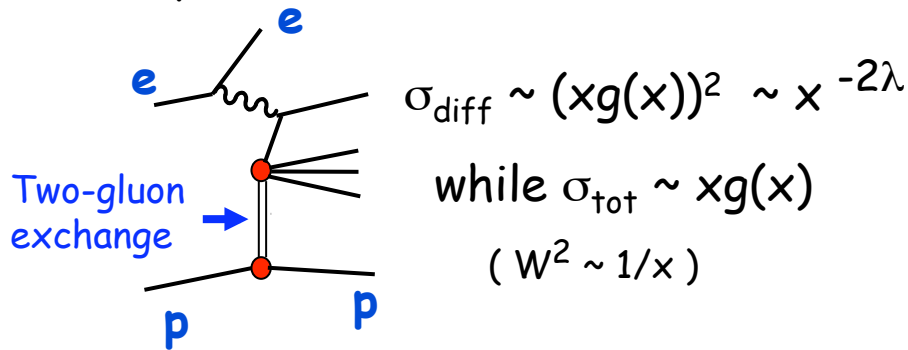 e
e
σdiff ~ (xg(x))² ~ x -2λ
while σtot ~ xg(x)
Two-gluon
exchange
( W² ~ 1/x )
p
p